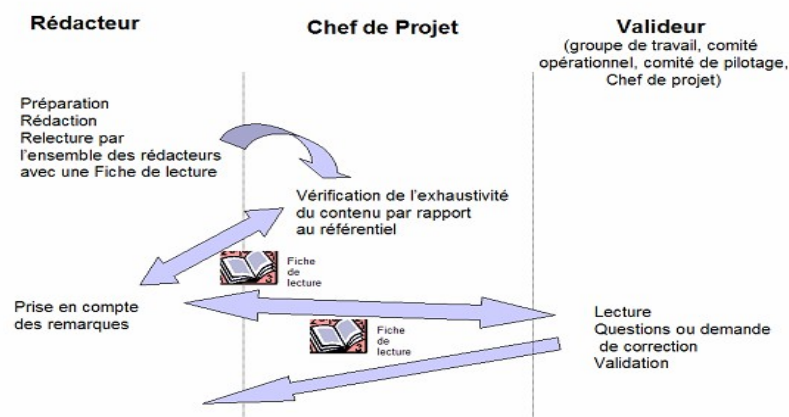 Rédacteur
Chef de Projet
Valideur
(groupe de travail, comité
opérationnel, comité de pilotage,
Chef de projet)
Préparation
Rédaction
Relecture par
l'ensemble des rédacteurs
avec une Fiche de lecture
Vérification de l'exhaustivité
du contenu par rapport
au référentiel
Fiche
de
lecture
Prise en compte
des remarques
Fiche
de
lecture
Lecture
Questions ou demande
de correction
Validation